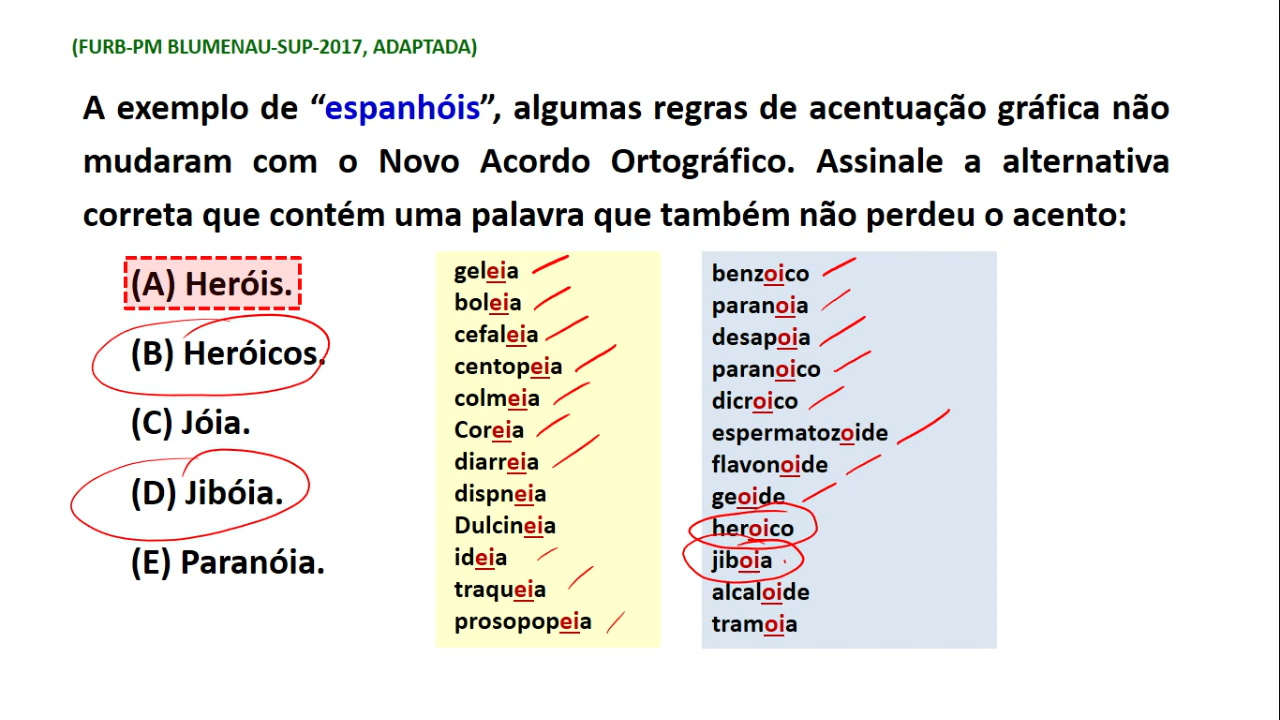 (FURB-PM BLUMENAU-SUP-2017, ADAPTADA)
A exemplo de “espanhóis”, algumas regras de acentuação gráfica não
mudaram com o Novo Acordo Ortográfico. Assinale a alternativa
correta que contém uma palavra que também não perdeu o acento:
(A) Heróis.
(B) Heróicos.
(C) Jóia.
(D) Jibóia.
(E) Paranóia.
geleia
boleia
cefaleia
centopeia
colmeia
Coreia
diarreia
dispneia
Dulcineia
ideia
traqueia
prosopopeia
benzoico
paranoia
desapoia
paranoico
dicroico
espermatozoide
flavonoide
geoide
heroico
jiboia
alcaloide
tramoia